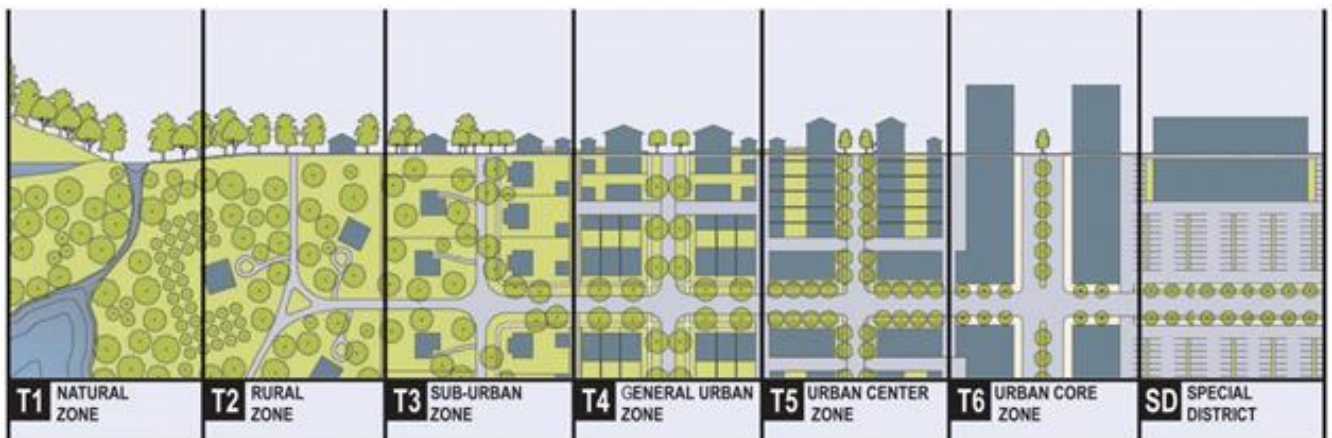 T1 NATURAL
ZONE
T2 RURAL
ZONE
T3 SUB-URBAN
ZONE
T4 GENERAL URBAN
ZONE
T5 URBAN CENTER
ZONE
T6 URBAN CORE
ZONE
SD SPECIAL
DISTRICT